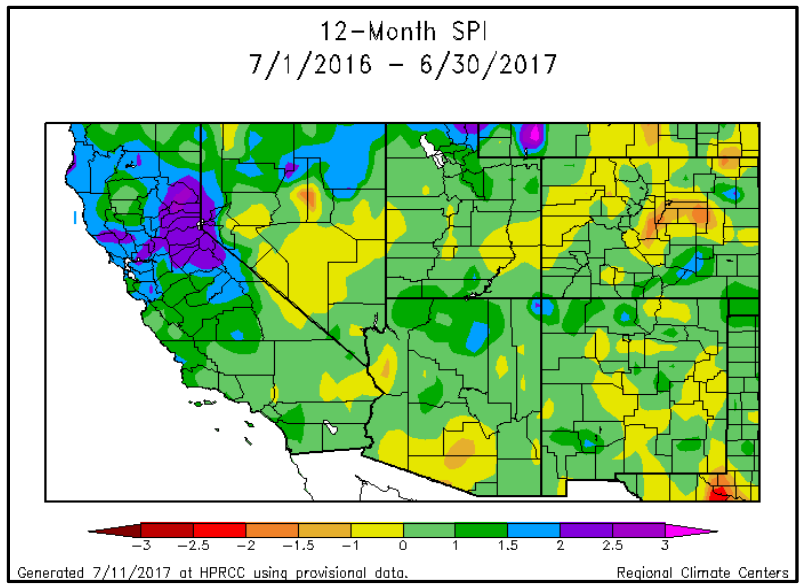 12-Month SPI
7/1/2016 - 6/30/2017
-3 -2.5 -2 -1.5 -1 0 1 1.5 2 2.5 3
Generated 7/11/2017 at HPRCC using provisional data. Regional Climate Centers